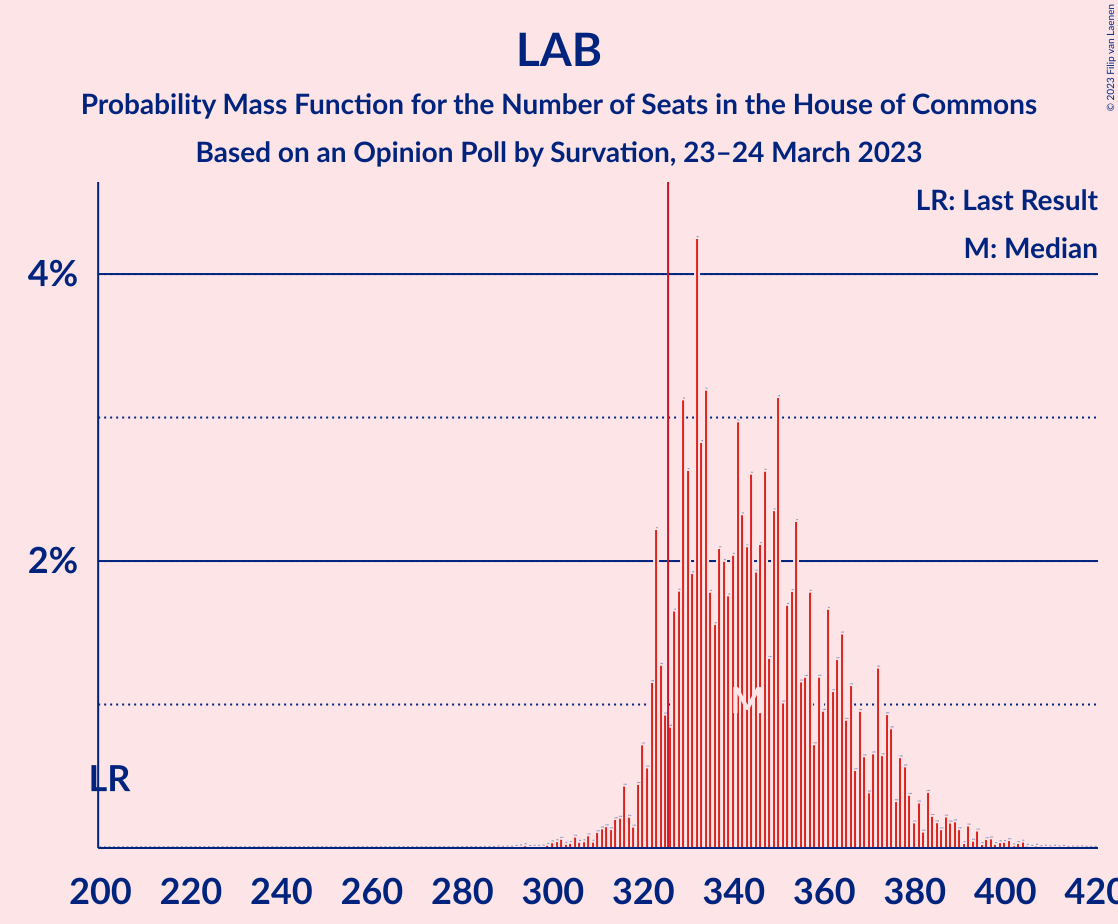 LAB
Probability Mass Function for the Number of Seats in the House of Commons
Based on an Opinion Poll by Survation, 23–24 March 2023
© 2023 Filip van Laenen
LR: Last Result
M: Median
4%
2%
M
LR
200 220 240 260 280 300 320 340 360 380 400 420